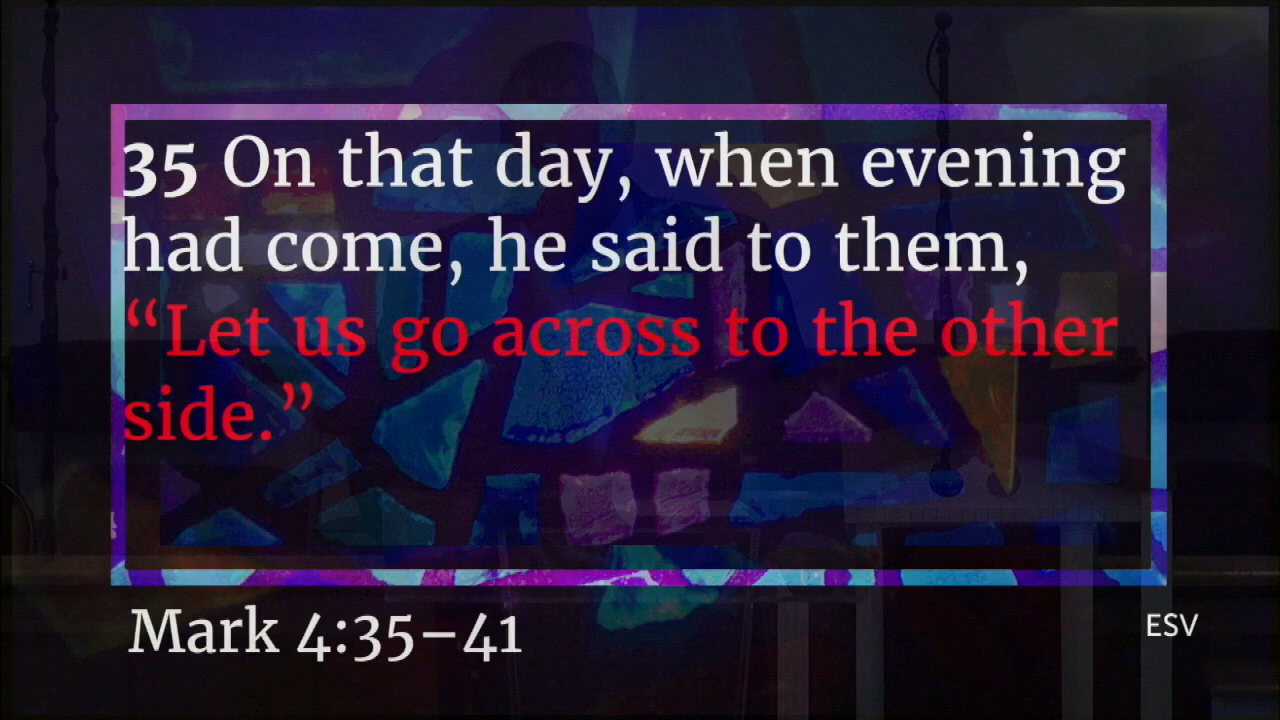 35 On that day, when evening
had come, he said to them,
“Let us go across to the other
side.”
Mark 4:35–41
ESV